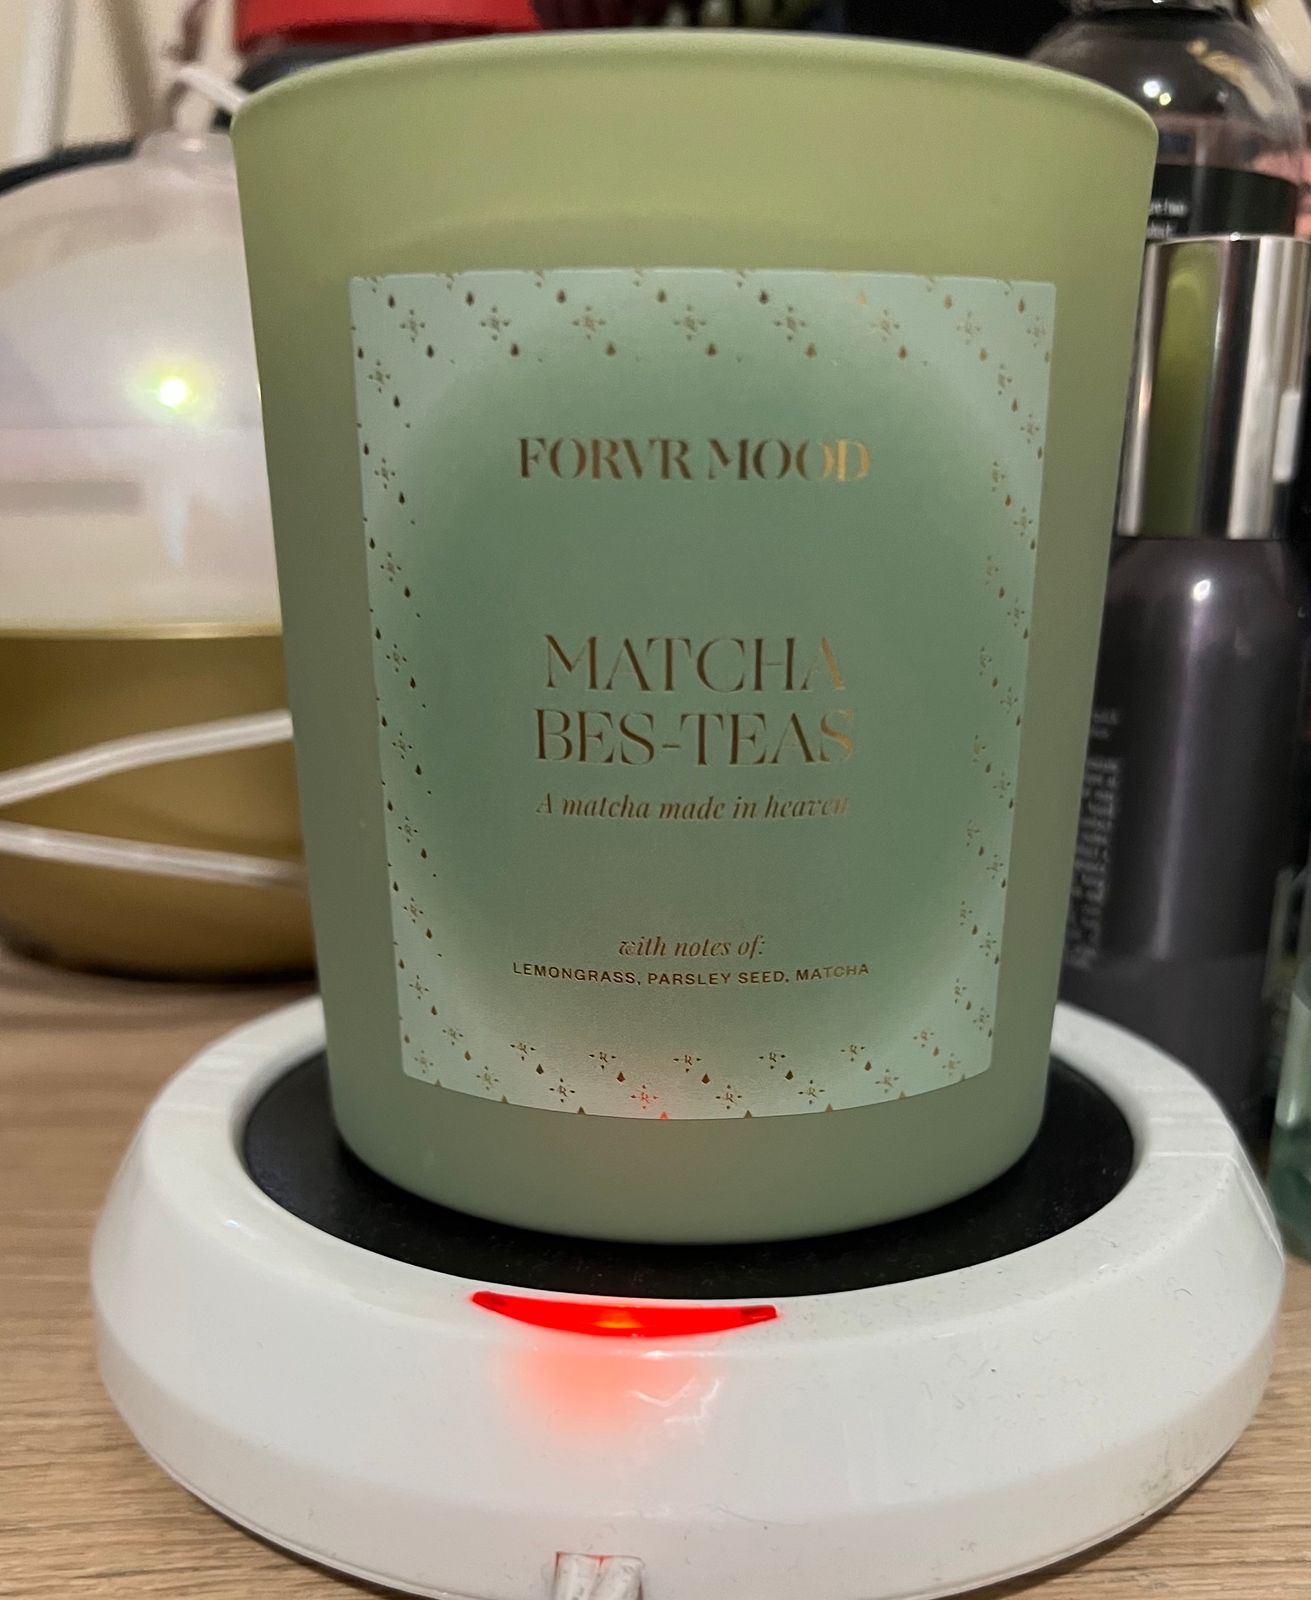 FORVR MOOD
MATCHA
BES-TEAS
A matcha made in heaven
with notes of:
LEMONGRASS, PARSLEY SEED, MATCHA